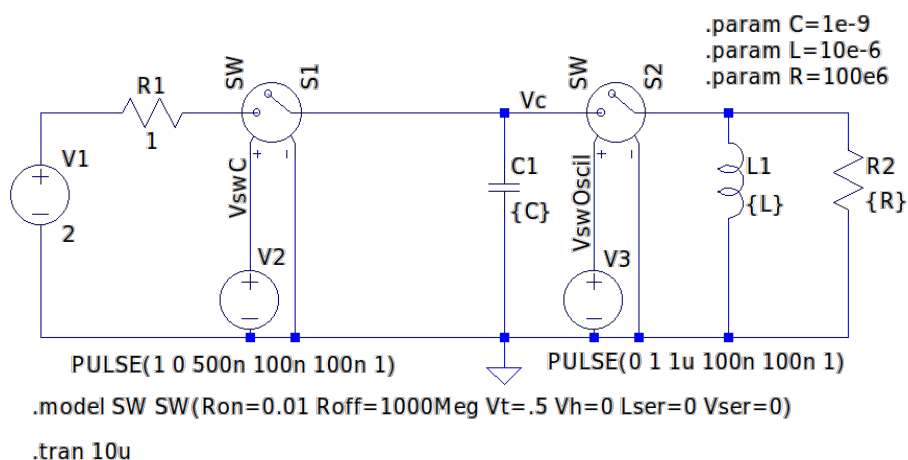 .param C=1e-9
.param L=10e-6
.param R=100e6
R1
1
SW
S1
Vc
SW
S2
V1
+
−
2
+
−
VswC
C1
{C}
+
−
VswOscil
L1
{L}
R2
{R}
V2
+
−
V3
+
−
PULSE(1 0 500n 100n 100n 1)
PULSE(0 1 1u 100n 100n 1)
.model SW SW(Ron=0.01 Roff=1000Meg Vt=.5 Vh=0 Lser=0 Vser=0)
.tran 10u